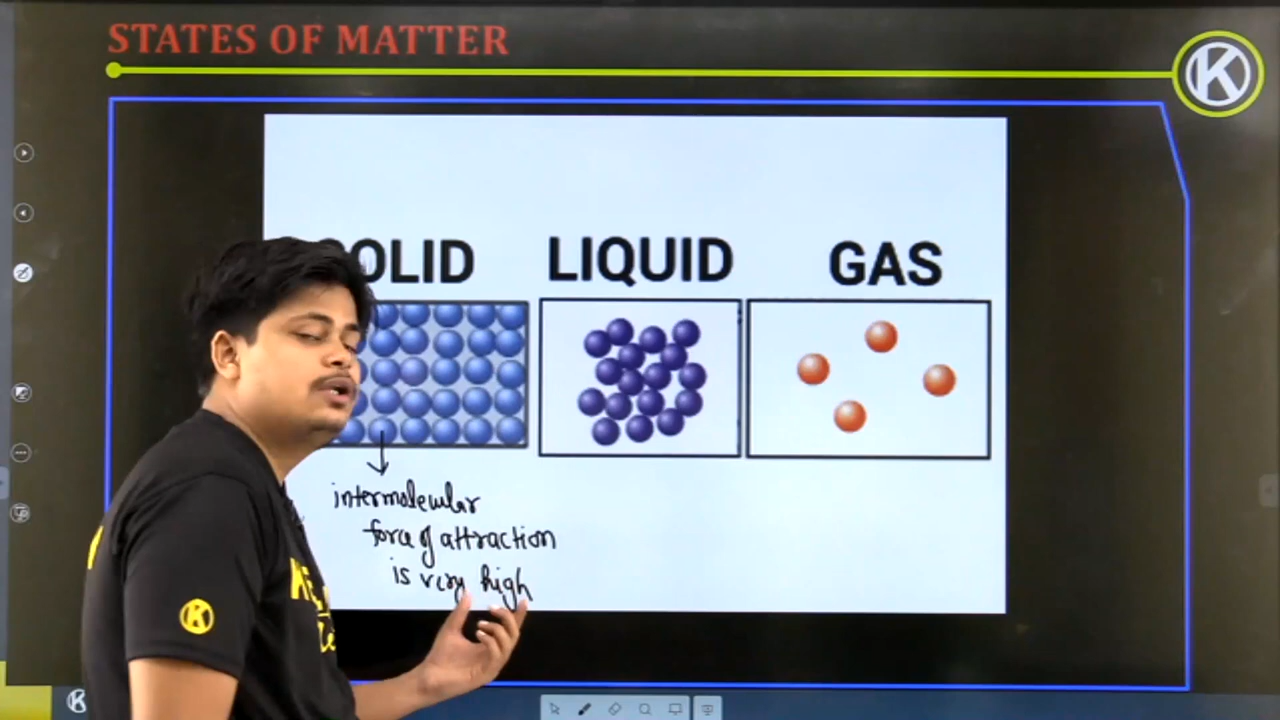 STATES OF MATTER
K
OLID LIQUID GAS
intermolecular
force of attraction
is very high
K
K